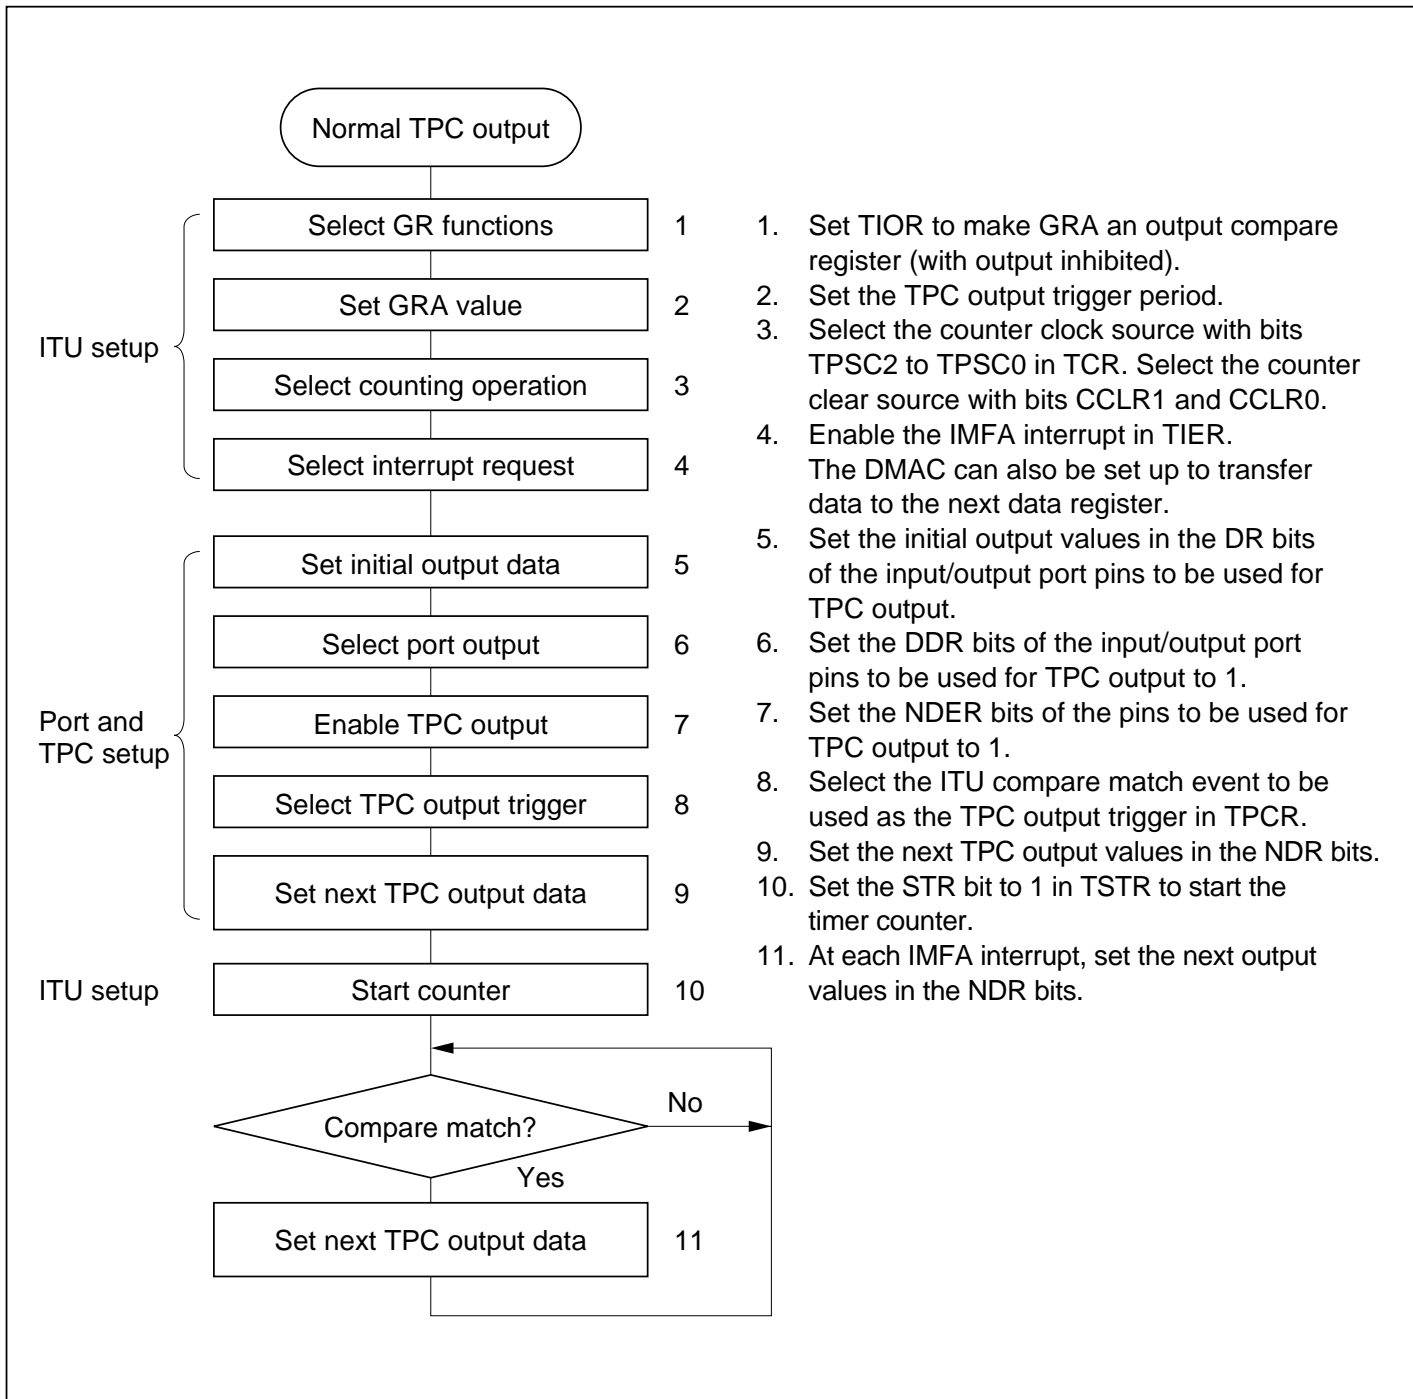 Normal TPC output
Select GR functions 1
Set GRA value 2
ITU setup
Select counting operation 3
Select interrupt request 4
Set initial output data 5
Select port output 6
Port and
TPC setup
Enable TPC output 7
Select TPC output trigger 8
Set next TPC output data 9
ITU setup
Start counter 10
Compare match?
No
Yes
Set next TPC output data 11
1. Set TIOR to make GRA an output compare
register (with output inhibited).
2. Set the TPC output trigger period.
3. Select the counter clock source with bits
TPSC2 to TPSC0 in TCR. Select the counter
clear source with bits CCLR1 and CCLR0.
4. Enable the IMFA interrupt in TIER.
The DMAC can also be set up to transfer
data to the next data register.
5. Set the initial output values in the DR bits
of the input/output port pins to be used for
TPC output.
6. Set the DDR bits of the input/output port
pins to be used for TPC output to 1.
7. Set the NDER bits of the pins to be used for
TPC output to 1.
8. Select the ITU compare match event to be
used as the TPC output trigger in TPCR.
9. Set the next TPC output values in the NDR bits.
10. Set the STR bit to 1 in TSTR to start the
timer counter.
11. At each IMFA interrupt, set the next output
values in the NDR bits.